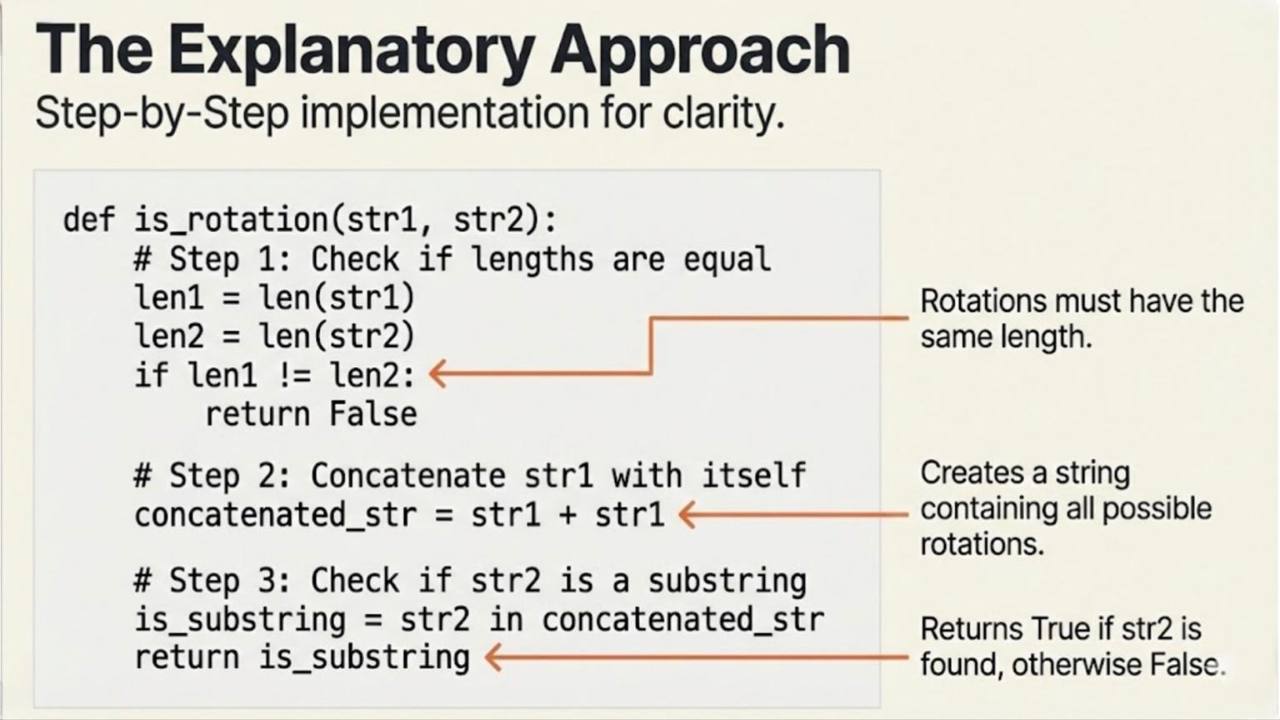 The Explanatory Approach
Step-by-Step implementation for clarity.
def is_rotation(str1, str2):
    # Step 1: Check if lengths are equal
    len1 = len(str1)
    len2 = len(str2)
    if len1 != len2:
        return False
    # Step 2: Concatenate str1 with itself
    concatenated_str = str1 + str1
    # Step 3: Check if str2 is a substring
    is_substring = str2 in concatenated_str
    return is_substring
Rotations must have the
same length.
Creates a string
containing all possible
rotations.
Returns True if str2 is
found, otherwise False.